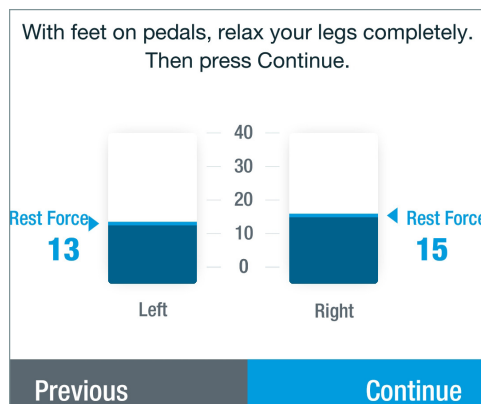 With feet on pedals, relax your legs completely.
Then press Continue.
40
30
20
10
0
Rest Force
13
Rest Force
15
Left
Right
Previous
Continue